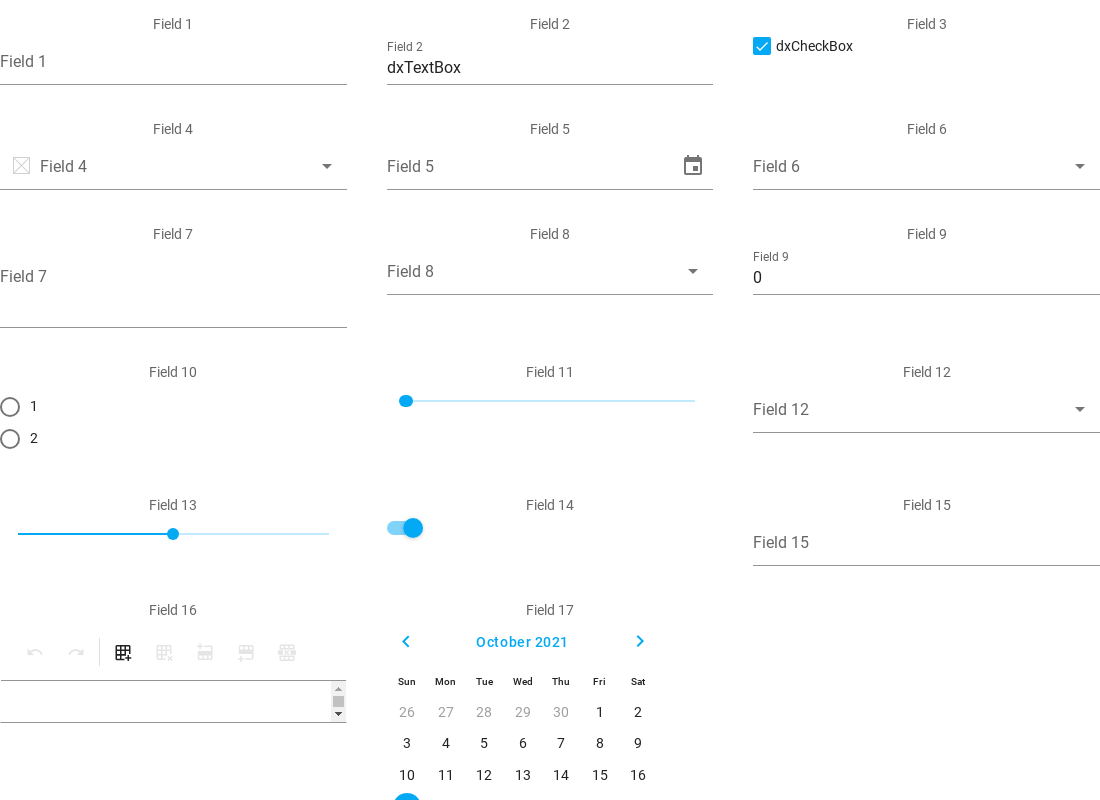 Field 1 Field 2 Field 3
Field 1
Field 2
dxTextBox
dxCheckBox
Field 4 Field 5 Field 6
Field 4 Field 5 Field 6
Field 7 Field 8 Field 9
Field 7
Field 8
Field 9
0
Field 10 Field 11 Field 12
1
2
Field 12
Field 13 Field 14 Field 15
Field 15
Field 16 Field 17
October 2021
Sun Mon Tue Wed Thu Fri Sat
26 27 28 29 30 1 2
3 4 5 6 7 8 9
10 11 12 13 14 15 16